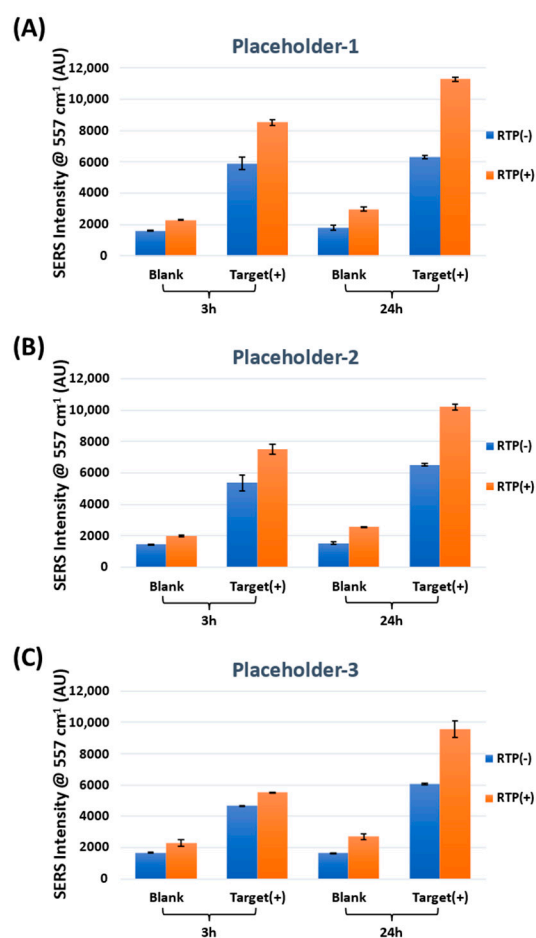 (A)
Placeholder-1
SERS Intensity @ 557 cm⁻¹ (AU)
12,000
10,000
8000
6000
4000
2000
0
RTP(-)
RTP(+)
Blank Target(+) Blank Target(+)
3h 24h
(B)
Placeholder-2
SERS Intensity @ 557 cm⁻¹ (AU)
12,000
10,000
8000
6000
4000
2000
0
RTP(-)
RTP(+)
Blank Target(+) Blank Target(+)
3h 24h
(C)
Placeholder-3
SERS Intensity @ 557 cm⁻¹ (AU)
12,000
10,000
8000
6000
4000
2000
0
RTP(-)
RTP(+)
Blank Target(+) Blank Target(+)
3h 24h